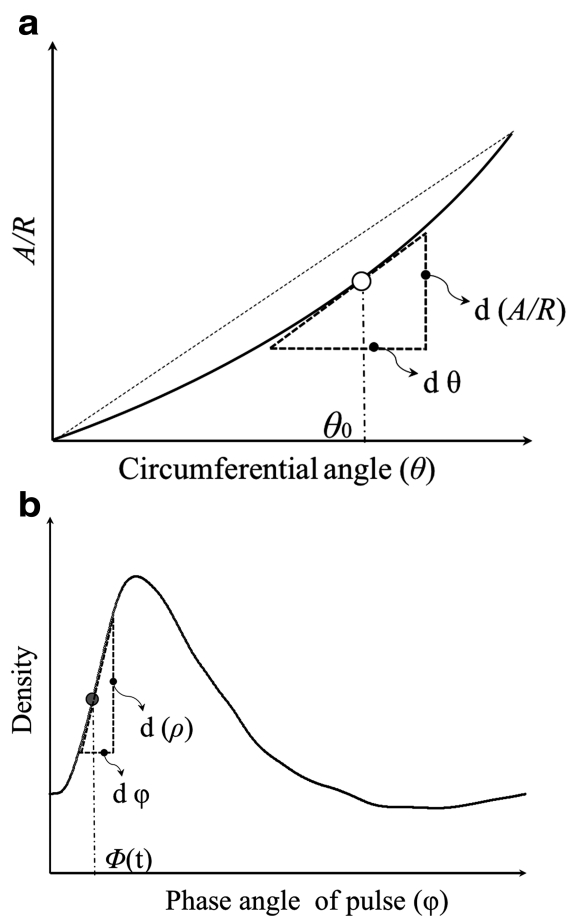 a
A/R
d (A/R)
d θ
θ0
Circumferential angle (θ)
b
Density
d (ρ)
d φ
Φ(t)
Phase angle of pulse (φ)